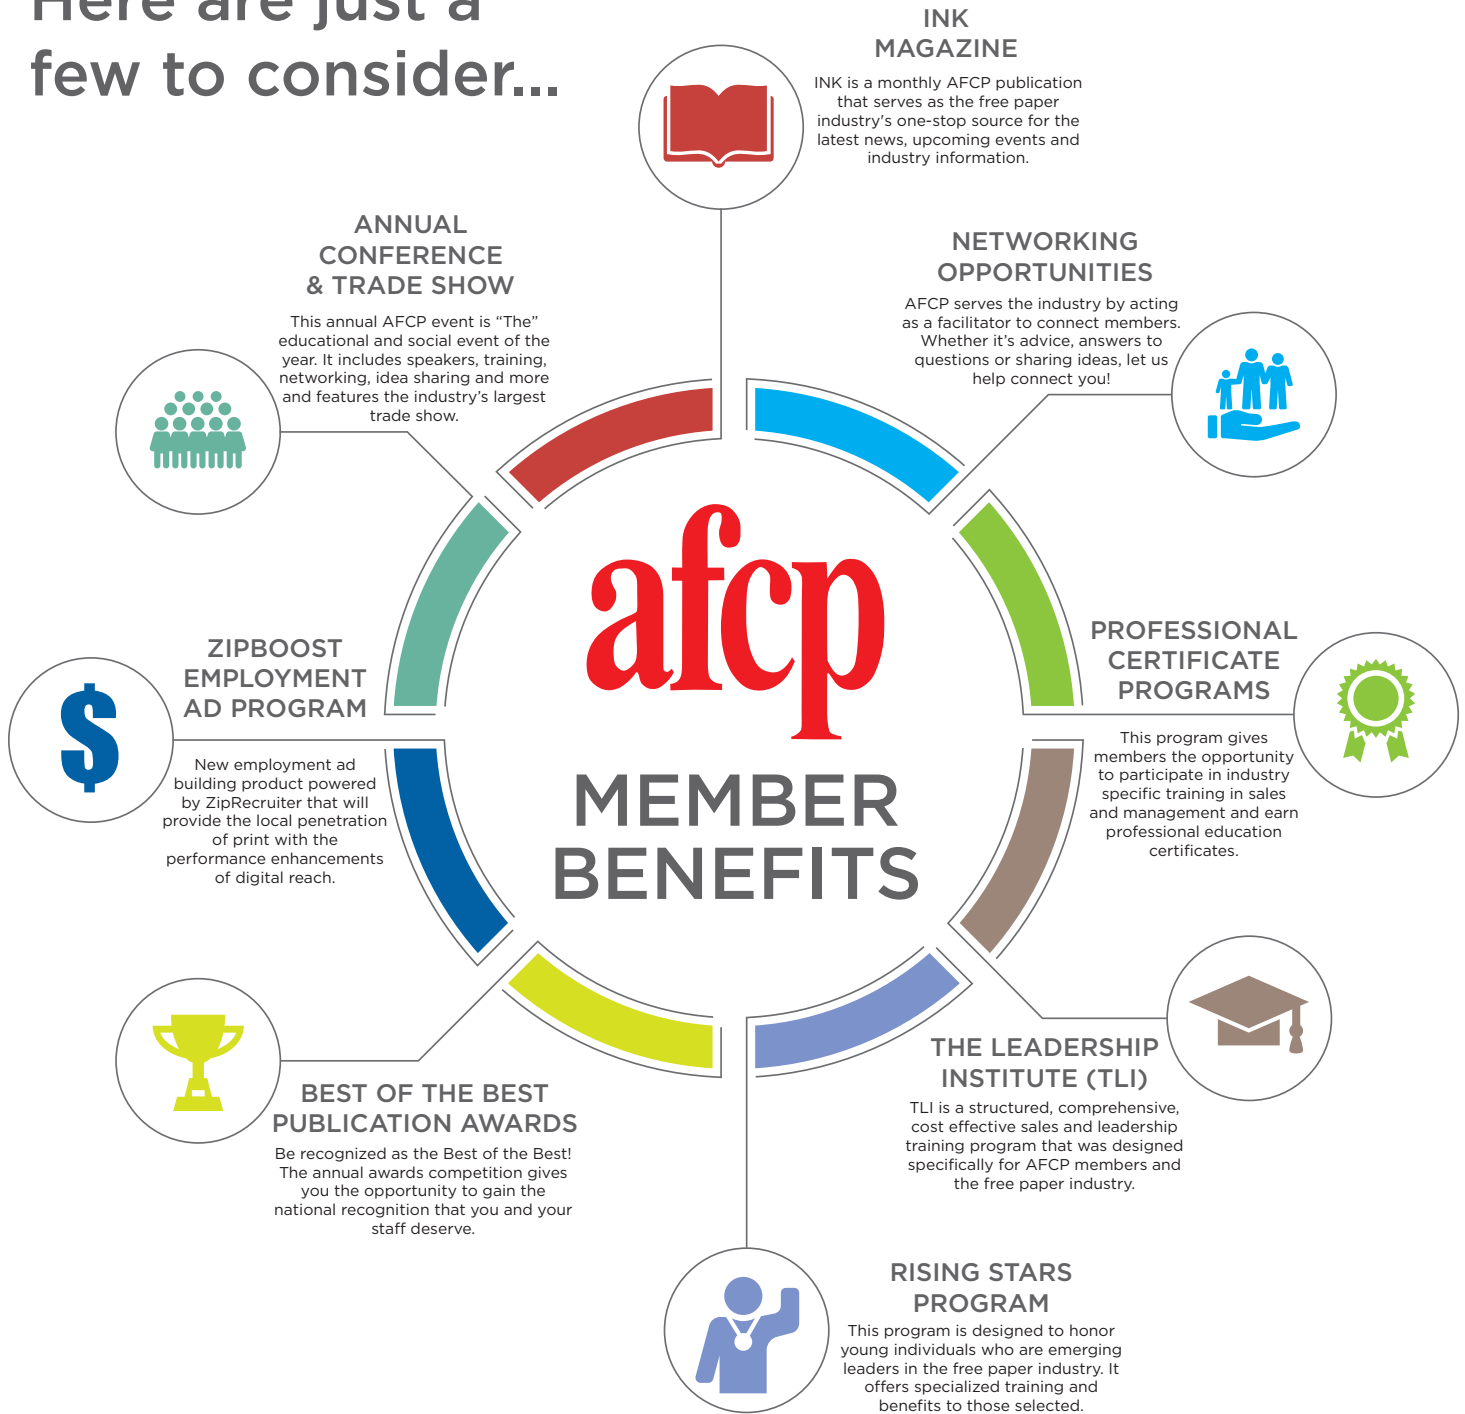 Here are just a
few to consider...
INK
MAGAZINE
INK is a monthly AFCP publication
that serves as the free paper
industry's one-stop source for the
latest news, upcoming events and
industry information.
ANNUAL
CONFERENCE
& TRADE SHOW
This annual AFCP event is “The”
educational and social event of the
year. It includes speakers, training,
networking, idea sharing and more
and features the industry’s largest
trade show.
NETWORKING
OPPORTUNITIES
AFCP serves the industry by acting
as a facilitator to connect members.
Whether it’s advice, answers to
questions or sharing ideas, let us
help connect you!
afcp
MEMBER
BENEFITS
ZIPBOOST
EMPLOYMENT
AD PROGRAM
New employment ad
building product powered
by ZipRecruiter that will
provide the local penetration
of print with the
performance enhancements
of digital reach.
PROFESSIONAL
CERTIFICATE
PROGRAMS
This program gives
members the opportunity
to participate in industry
specific training in sales
and management and earn
professional education
certificates.
BEST OF THE BEST
PUBLICATION AWARDS
Be recognized as the Best of the Best!
The annual awards competition gives
you the opportunity to gain the
national recognition that you and your
staff deserve.
THE LEADERSHIP
INSTITUTE (TLI)
TLI is a structured, comprehensive,
cost effective sales and leadership
training program that was designed
specifically for AFCP members and
the free paper industry.
RISING STARS
PROGRAM
This program is designed to honor
young individuals who are emerging
leaders in the free paper industry. It
offers specialized training and
benefits to those selected.